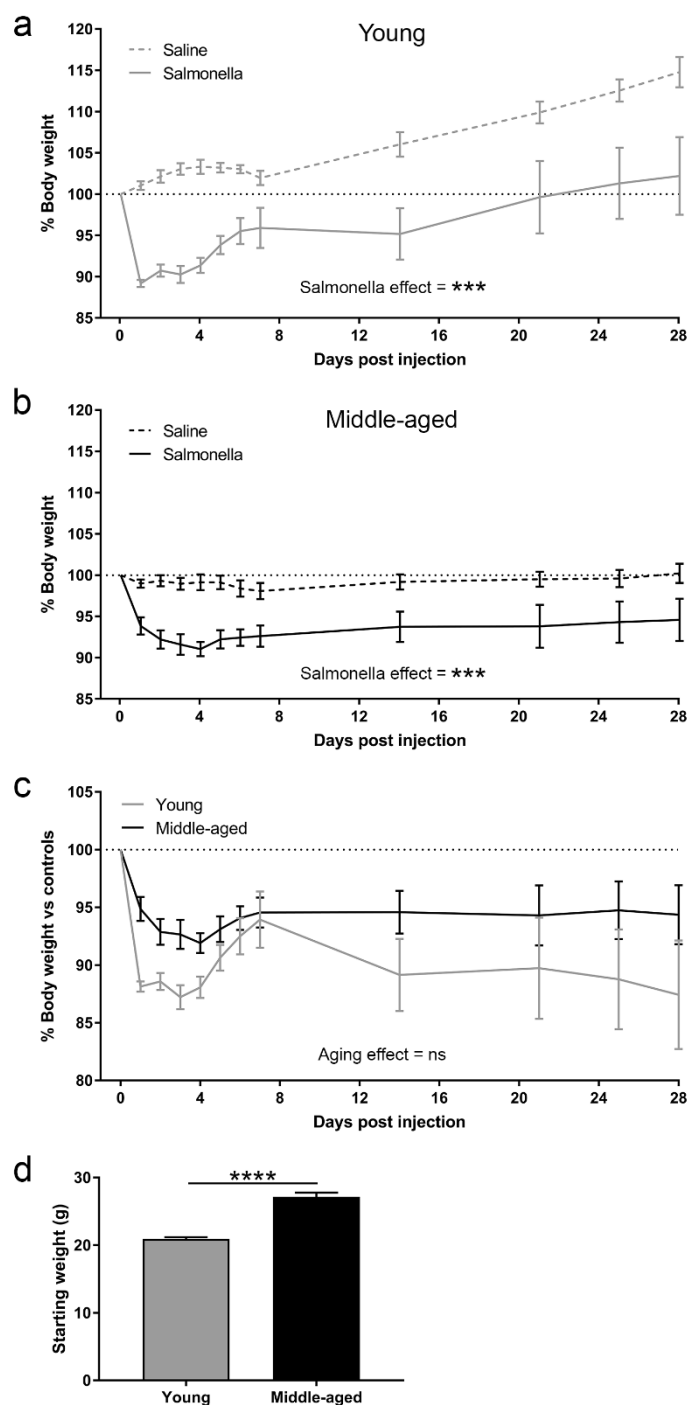 a
Young
Saline
Salmonella
% Body weight
120
115
110
105
100
95
90
85
Salmonella effect = ***
0 4 8 12 16 20 24 28
Days post injection
b
Middle-aged
Saline
Salmonella
% Body weight
120
115
110
105
100
95
90
85
Salmonella effect = ***
0 4 8 12 16 20 24 28
Days post injection
c
Young
Middle-aged
% Body weight vs controls
105
100
95
90
85
80
Aging effect = ns
0 4 8 12 16 20 24 28
Days post injection
d
****
Starting weight (g)
30
20
10
0
Young Middle-aged